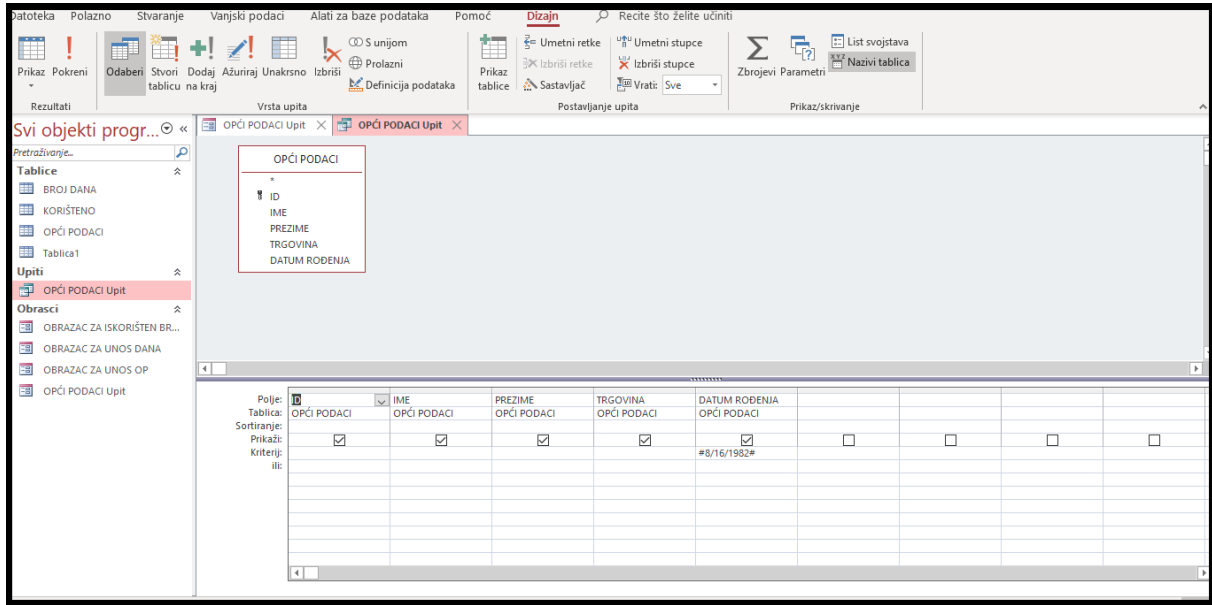 Datoteka Polazno Stvaranje Vanjski podaci Alati za baze podataka Pomoć Dizajn Recite što želite učiniti
Prikaz Pokreni Odaberi Stvori tablicu Dodaj na kraj Ažuriraj Unakrsno Izbriši
S unijom
Prolazni
Definicija podataka
Prikaz tablice
Umetni retke
Izbriši retke
Sastavljač
Umetni stupce
Izbriši stupce
Vrati: Sve
Zbrojevi Parametri
List svojstava
XYZ Nazivi tablica
Rezultati Vrsta upita Postavljanje upita Prikaz/skrivanje
Svi objekti progr...
Pretraživanje...
Tablice
BROJ DANA
KORIŠTENO
OPĆI PODACI
Tablica1
Upiti
OPĆI PODACI Upit
Obrasci
OBRAZAC ZA ISKORIŠTEN BR...
OBRAZAC ZA UNOS DANA
OBRAZAC ZA UNOS OP
OPĆI PODACI Upit
OPĆI PODACI Upit OPĆI PODACI Upit
OPĆI PODACI
*
ID
IME
PREZIME
TRGOVINA
DATUM ROĐENJA
Polje: ID IME PREZIME TRGOVINA DATUM ROĐENJA
Tablica: OPĆI PODACI OPĆI PODACI OPĆI PODACI OPĆI PODACI OPĆI PODACI
Sortiranje:
Prikaži:
Kriterij: #8/16/1982#
ili: